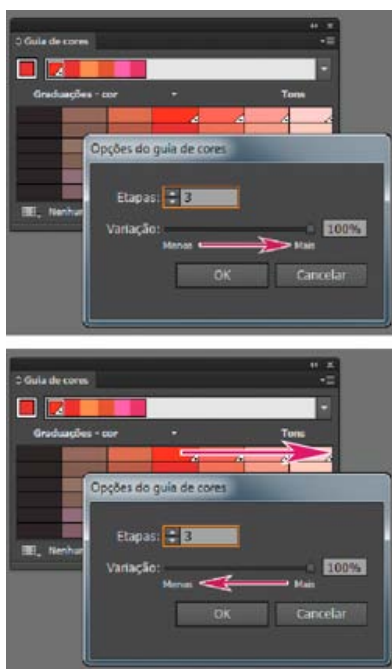 Guia de cores
Graduações - cor Tons
Opções do guia de cores
Etapas: 3
Variação: 100%
Menos Mais
OK Cancelar
Nenhum
Guia de cores
Graduações - cor Tons
Opções do guia de cores
Etapas: 3
Variação: 100%
Menos Mais
OK Cancelar
Nenhum